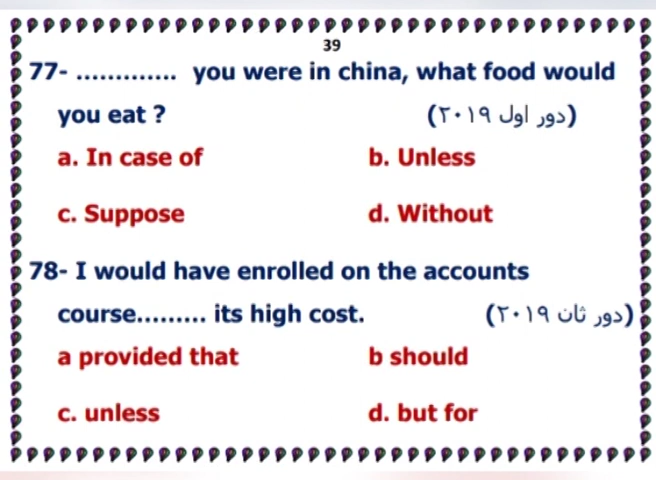 39
77- ............. you were in china, what food would
you eat ? (دور اول ٢٠١٩)
a. In case of b. Unless
c. Suppose d. Without
78- I would have enrolled on the accounts
course......... its high cost. (دور ثان ٢٠١٩)
a provided that b should
c. unless d. but for